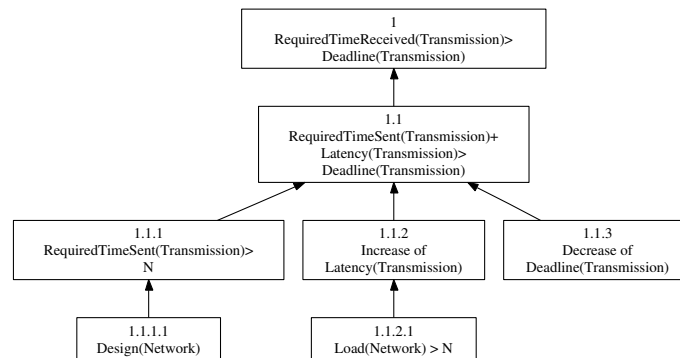 1
RequiredTimeReceived(Transmission)>
Deadline(Transmission)
1.1
RequiredTimeSent(Transmission)+
Latency(Transmission)>
Deadline(Transmission)
1.1.1
RequiredTimeSent(Transmission)>
N
1.1.2
Increase of
Latency(Transmission)
1.1.3
Decrease of
Deadline(Transmission)
1.1.1.1
Design(Network)
1.1.2.1
Load(Network) > N